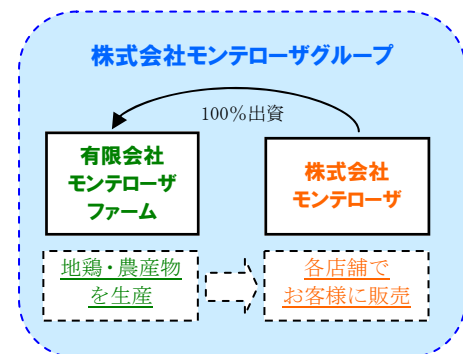 株式会社モンテローザグループ
100%出資
有限会社
モンテローザ
ファーム
株式会社
モンテローザ
地鶏・農産物
を生産
各店舗で
お客様に販売